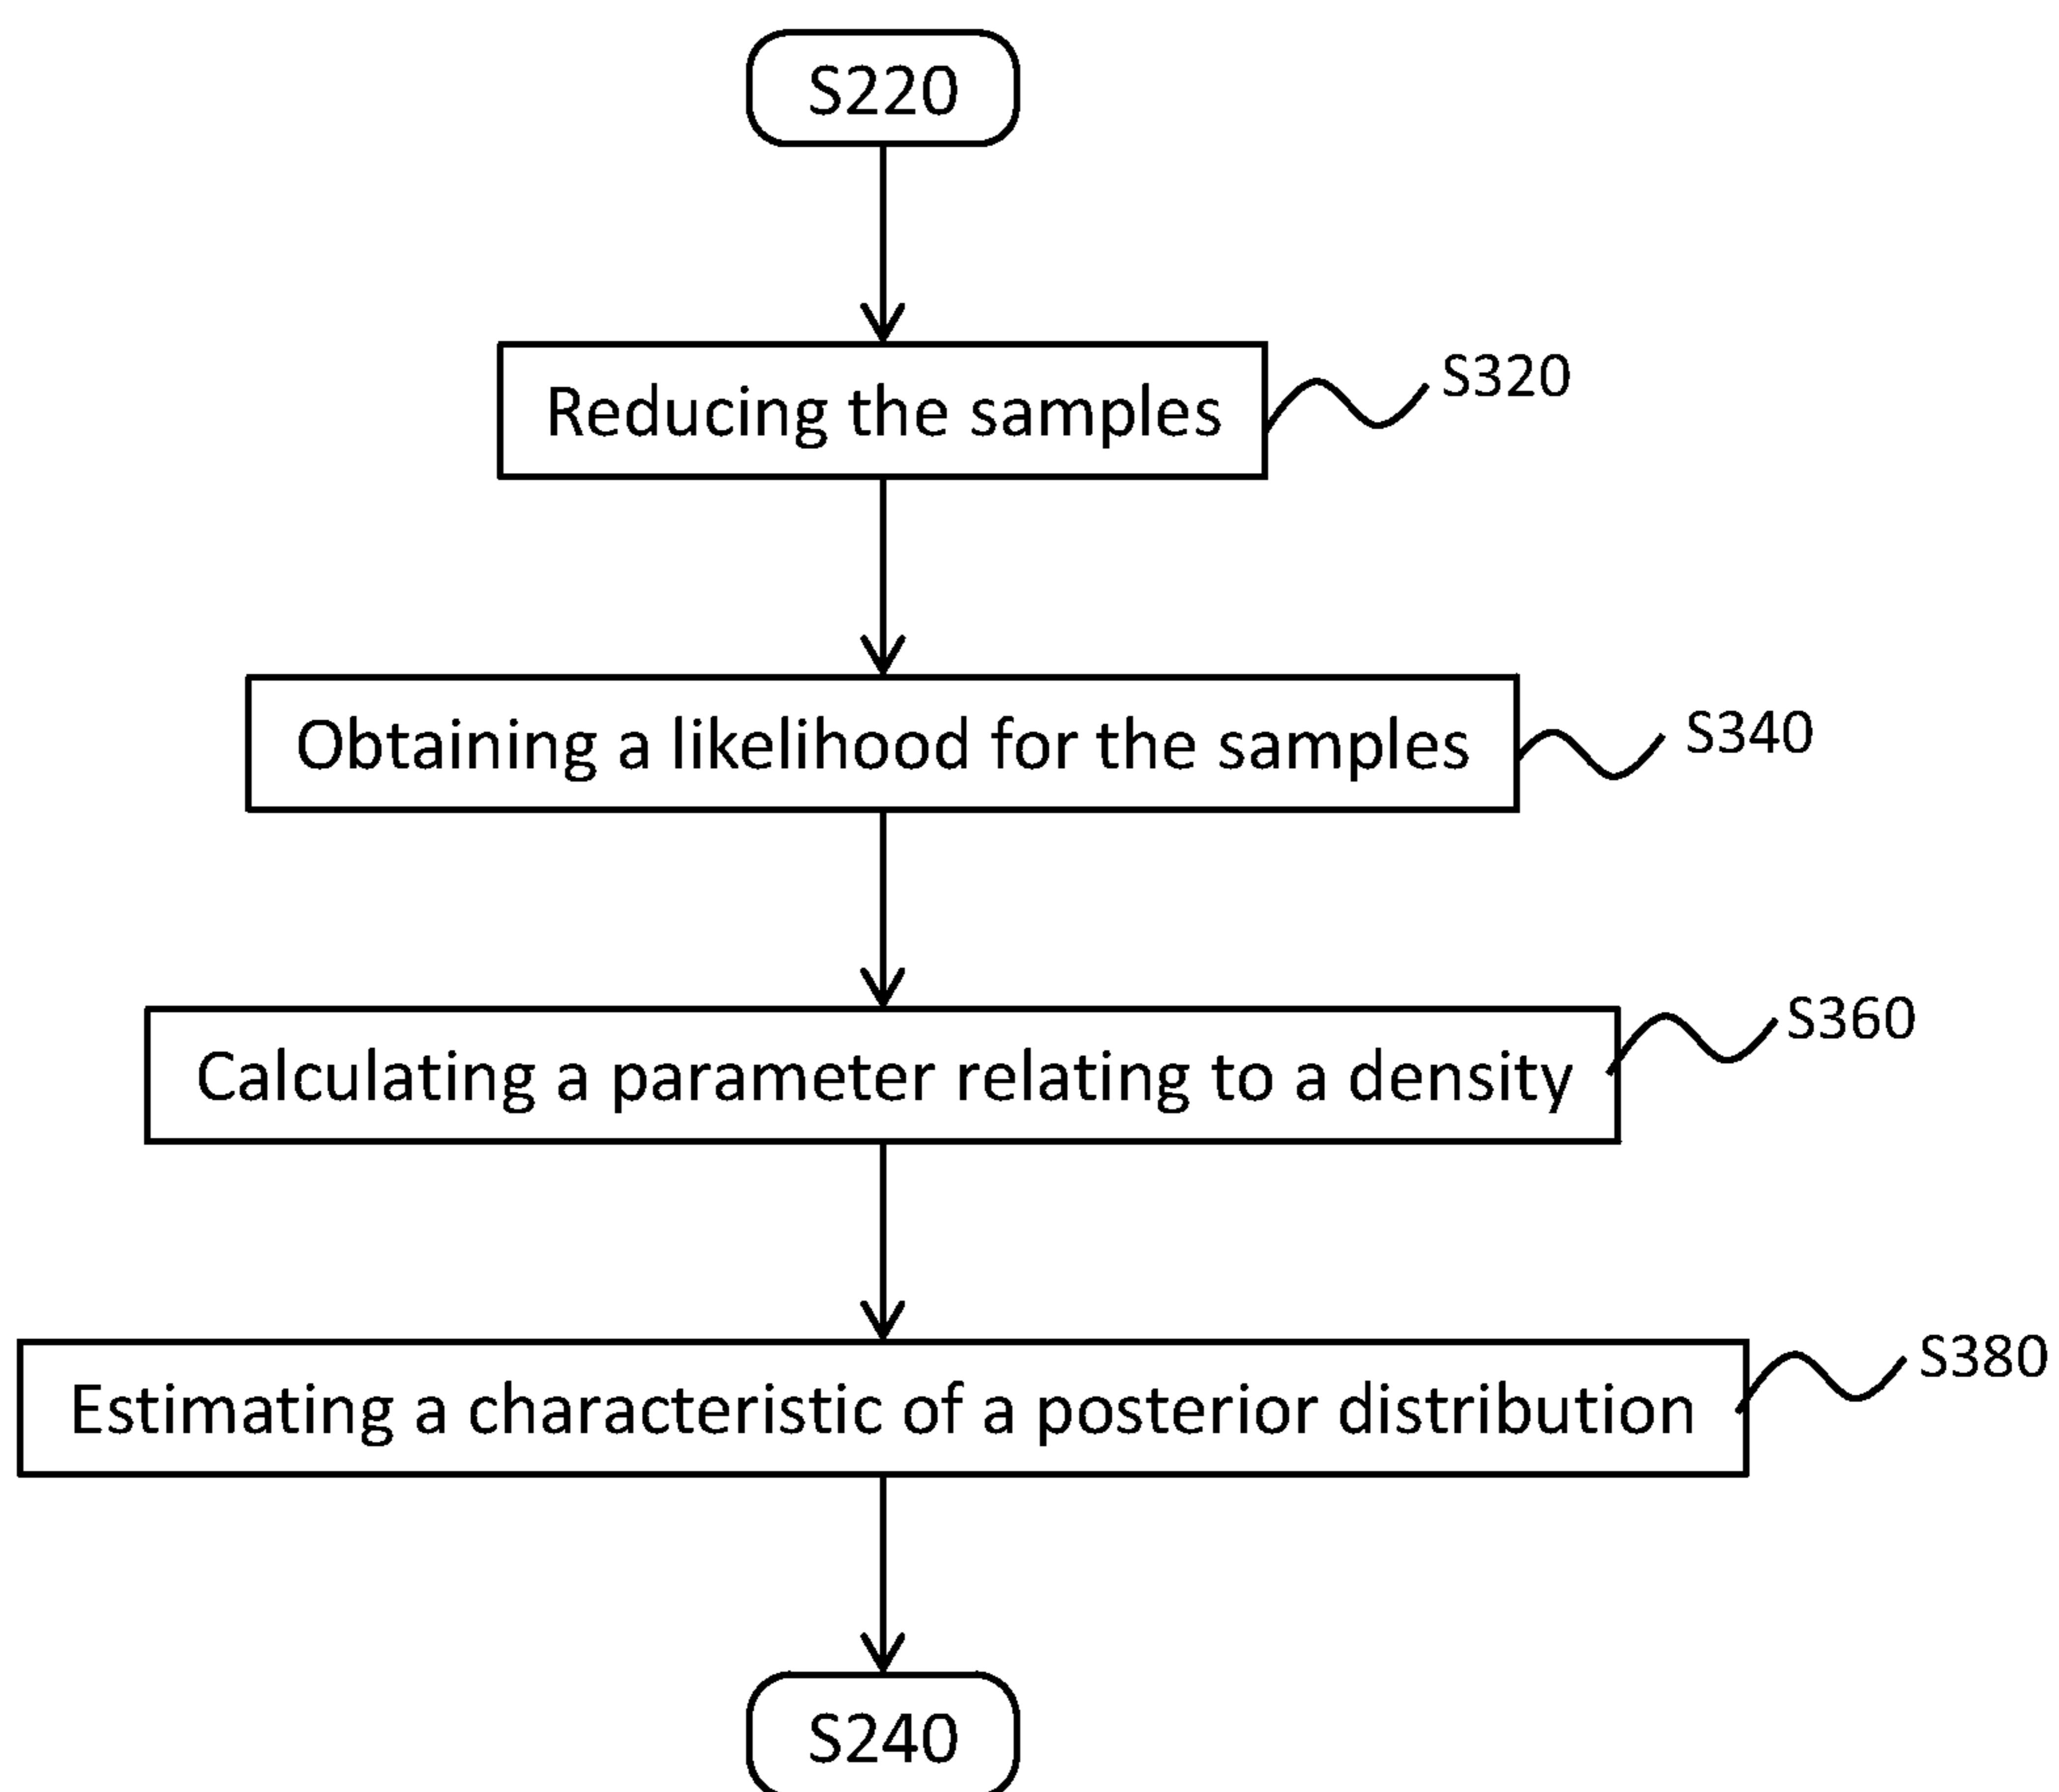 S220
Reducing the samples
S320
Obtaining a likelihood for the samples
S340
Calculating a parameter relating to a density
S360
Estimating a characteristic of a posterior distribution
S380
S240